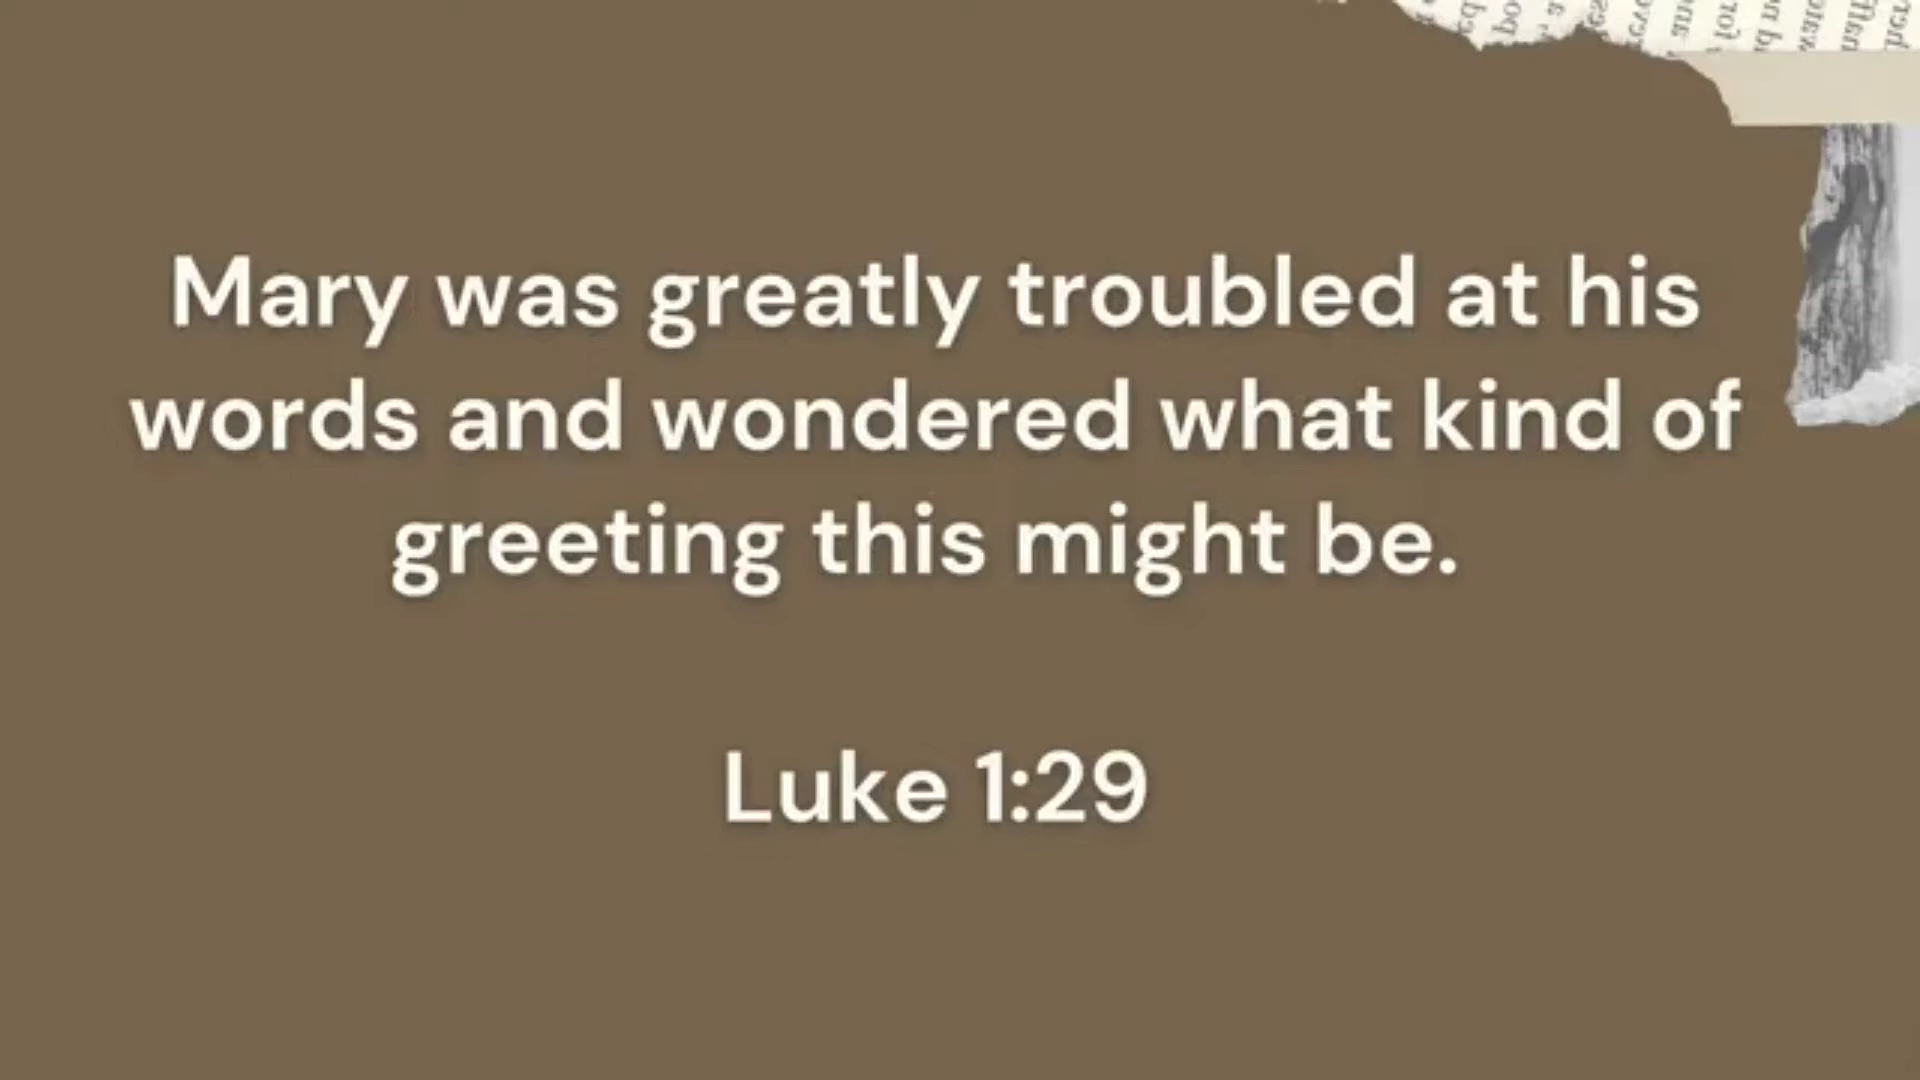 Mary was greatly troubled at his
words and wondered what kind of
greeting this might be.
Luke 1:29